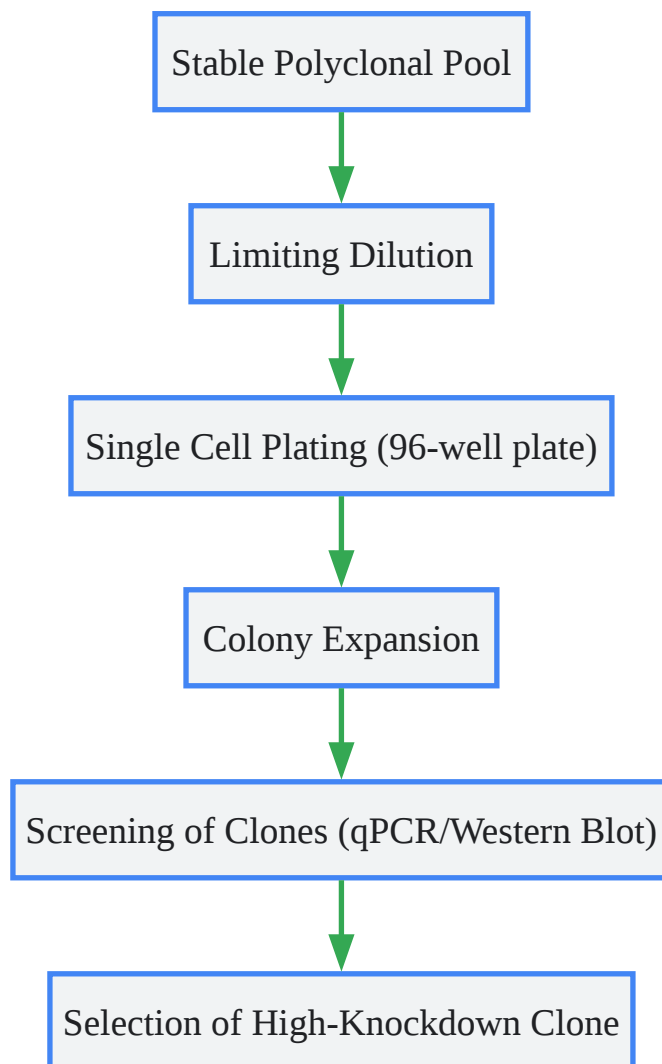 Stable Polyclonal Pool
Limiting Dilution
Single Cell Plating (96-well plate)
Colony Expansion
Screening of Clones (qPCR/Western Blot)
Selection of High-Knockdown Clone